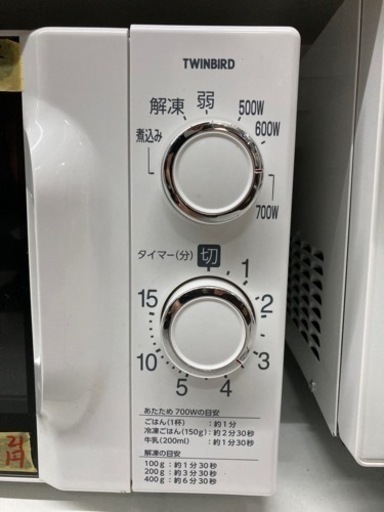 TWINBIRD
解凍 弱 500W
煮込み 600W
700W
タイマー(分) 切 1
15 2
10 3
5 4
あたため 700Wの目安
ごはん(1杯) :約1分
冷凍ごはん(150g):約2分30秒
牛乳(200ml) :約1分30秒
解凍の目安
100g:約1分30秒
200g:約3分30秒
400g:約6分30秒
円